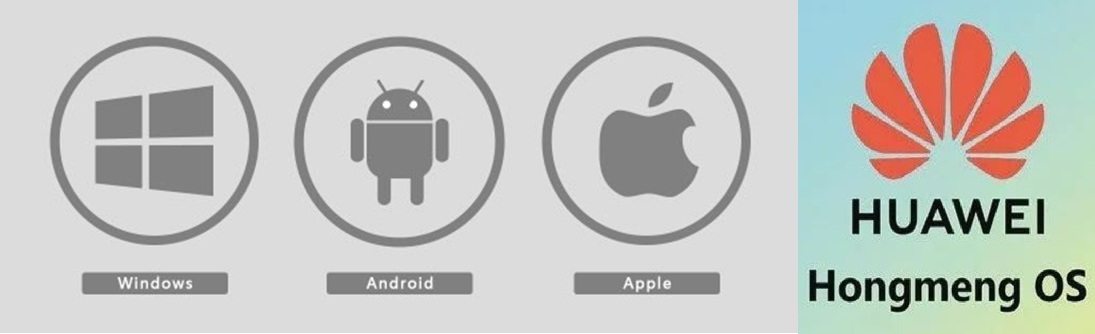 Windows
Android
Apple
HUAWEI
Hongmeng OS